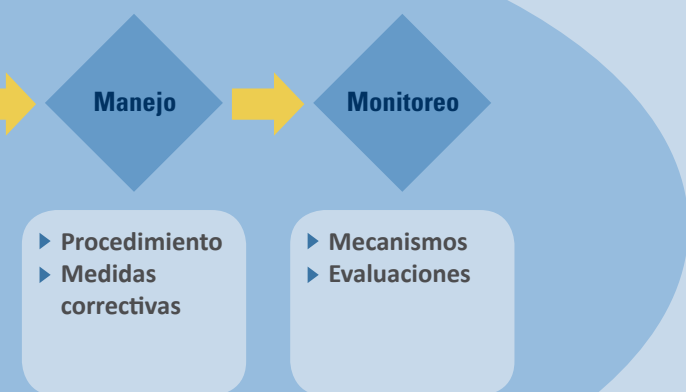 Manejo
Monitoreo
Procedimiento
Medidas
correctivas
Mecanismos
Evaluaciones